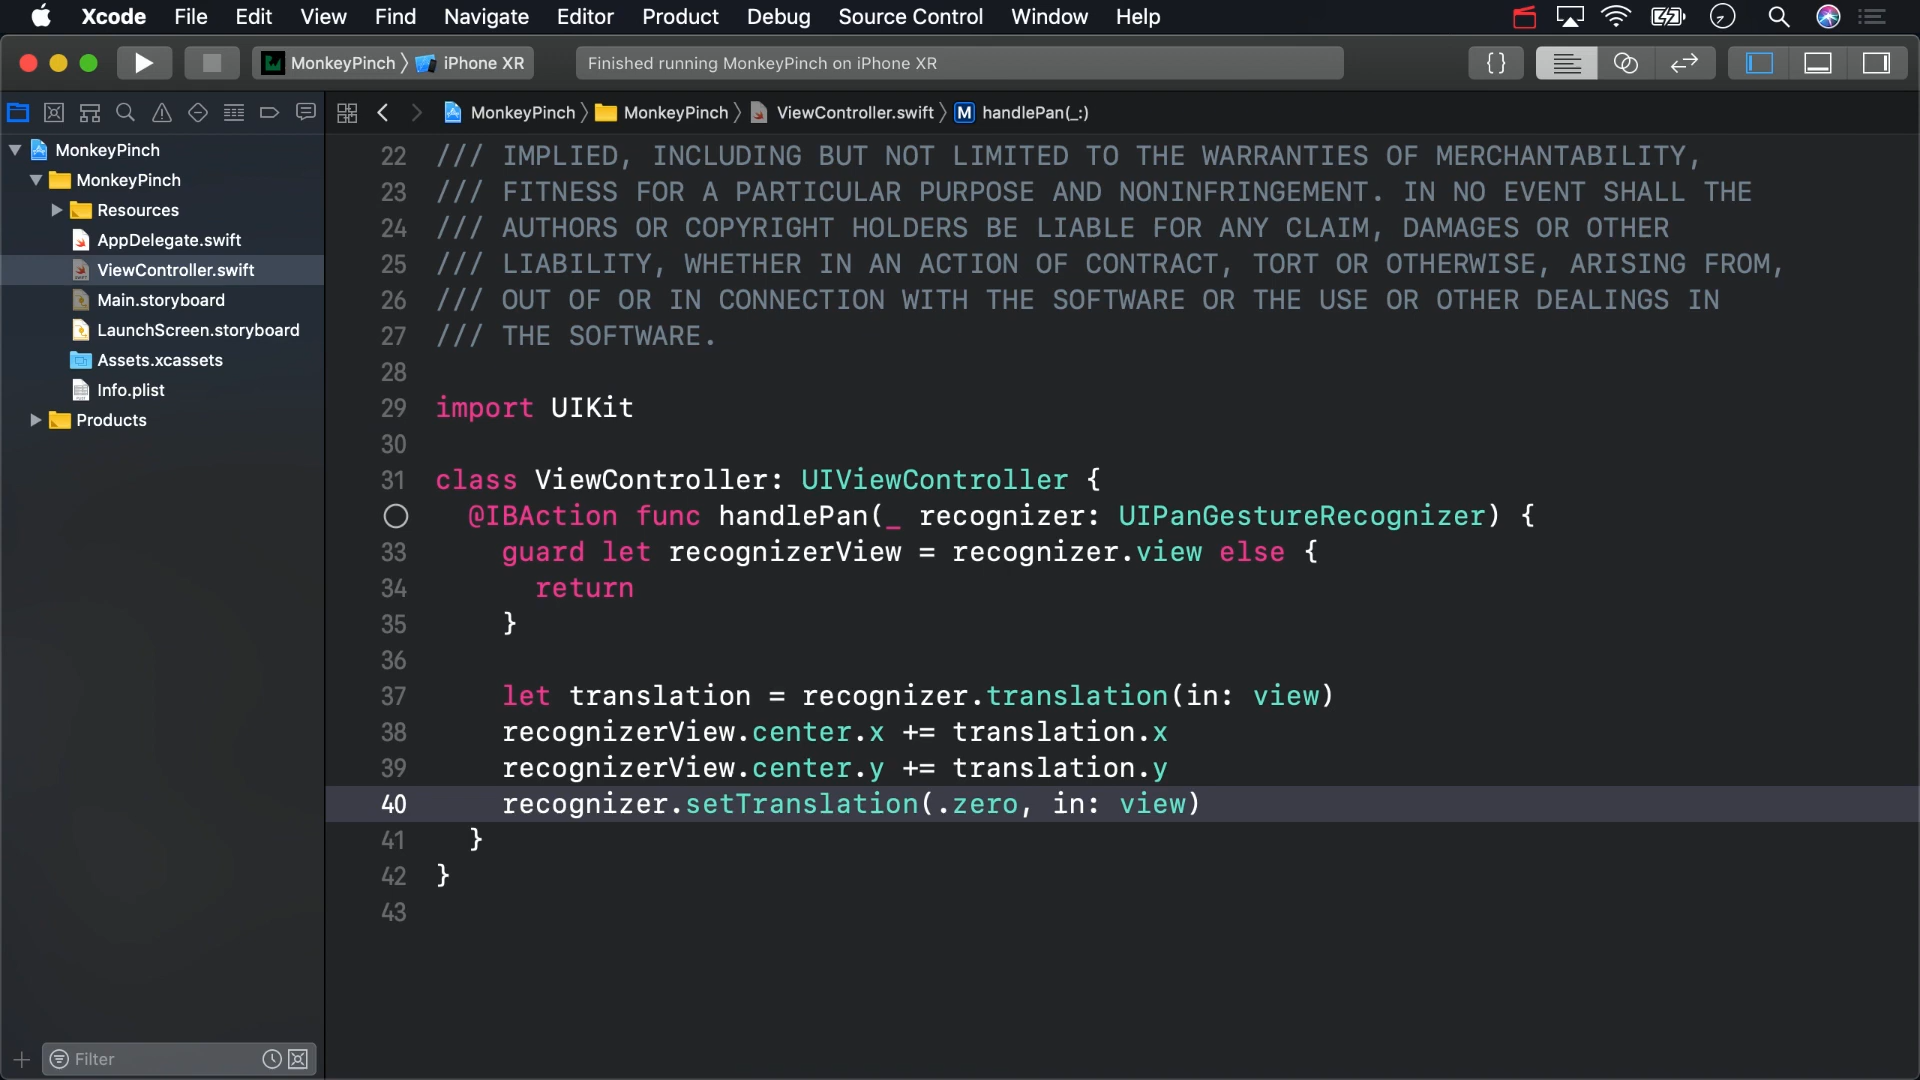 Xcode File Edit View Find Navigate Editor Product Debug Source Control Window Help
MonkeyPinch iPhone XR
Finished running MonkeyPinch on iPhone XR
{}
MonkeyPinch MonkeyPinch ViewController.swift M handlePan(_:)
MonkeyPinch
MonkeyPinch
Resources
AppDelegate.swift
ViewController.swift
Main.storyboard
LaunchScreen.storyboard
Assets.xcassets
Info.plist
Products
Filter
22 /// IMPLIED, INCLUDING BUT NOT LIMITED TO THE WARRANTIES OF MERCHANTABILITY,
23 /// FITNESS FOR A PARTICULAR PURPOSE AND NONINFRINGEMENT. IN NO EVENT SHALL THE
24 /// AUTHORS OR COPYRIGHT HOLDERS BE LIABLE FOR ANY CLAIM, DAMAGES OR OTHER
25 /// LIABILITY, WHETHER IN AN ACTION OF CONTRACT, TORT OR OTHERWISE, ARISING FROM,
26 /// OUT OF OR IN CONNECTION WITH THE SOFTWARE OR THE USE OR OTHER DEALINGS IN
27 /// THE SOFTWARE.
28
29 import UIKit
30
31 class ViewController: UIViewController {
@IBAction func handlePan(_ recognizer: UIPanGestureRecognizer) {
33 guard let recognizerView = recognizer.view else {
34 return
35 }
36
37 let translation = recognizer.translation(in: view)
38 recognizerView.center.x += translation.x
39 recognizerView.center.y += translation.y
40 recognizer.setTranslation(.zero, in: view)
41 }
42 }
43